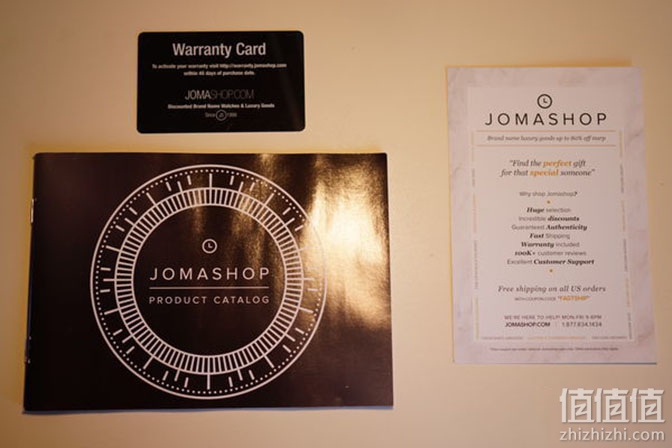 Warranty Card
To activate your warranty visit http://warranty.jomashop.com
within 45 days of purchase date.
JOMASHOP.COM
Discounted Brand Name Watches & Luxury Goods
Since 1999
JOMASHOP
PRODUCT CATALOG
JOMASHOP
Brand name luxury goods up to 80% off msrp
"Find the perfect gift
for that special someone"
Why shop Jomashop?
Huge selection
Incredible discounts
Guaranteed Authenticity
Fast Shipping
Warranty included
100K+ customer reviews
Excellent Customer Support
Free shipping on all US orders
WITH COUPON CODE "FASTSHIP"
WE'RE HERE TO HELP! MON-FRI 9-6PM
JOMASHOP.COM | 1.877.834.1434
值值值
zhizhizhi.com